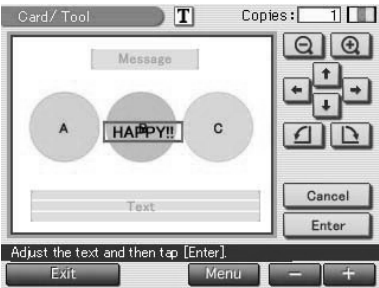 Card/Tool T Copies: 1
Message
A B C
HAPPY!!
Text
Cancel
Enter
Adjust the text and then tap [Enter].
Exit Menu − +